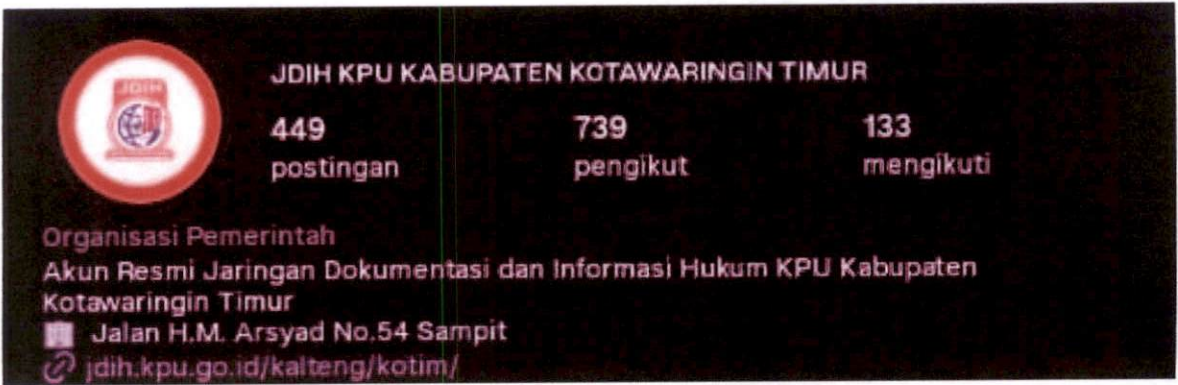 JDIH
JDIH KPU KABUPATEN KOTAWARINGIN TIMUR
449 739 133
postingan pengikut mengikuti
Organisasi Pemerintah
Akun Resmi Jaringan Dokumentasi dan Informasi Hukum KPU Kabupaten
Kotawaringin Timur
Jalan H.M. Arsyad No.54 Sampit
jdih.kpu.go.id/kalteng/kotim/